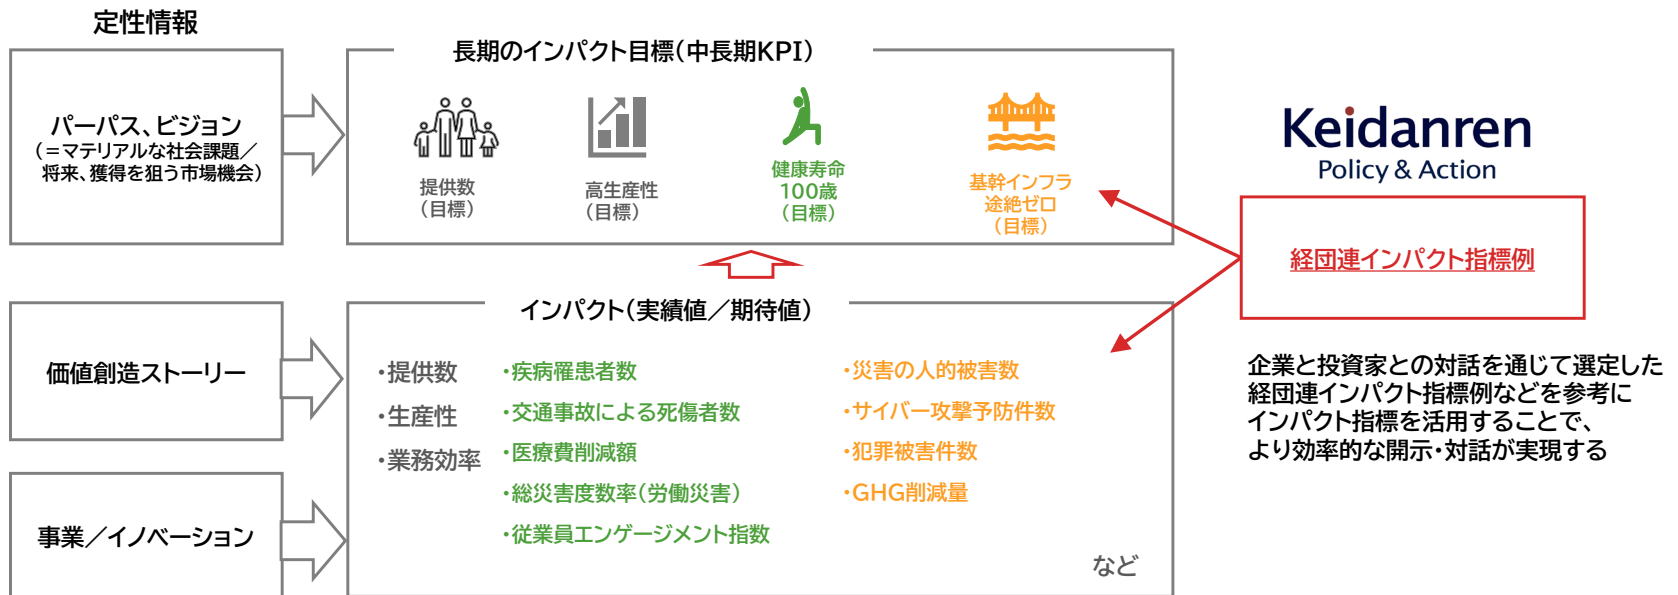 定性情報
パーパス、ビジョン
(＝マテリアルな社会課題／
将来、獲得を狙う市場機会)
長期のインパクト目標(中長期KPI)
提供数
(目標)
高生産性
(目標)
健康寿命
100歳
(目標)
基幹インフラ
途絶ゼロ
(目標)
Keidanren
Policy & Action
経団連インパクト指標例
企業と投資家との対話を通じて選定した
経団連インパクト指標例などを参考に
インパクト指標を活用することで、
より効率的な開示・対話が実現する
価値創造ストーリー
事業／イノベーション
インパクト(実績値／期待値)
・提供数
・生産性
・業務効率
・疾病罹患者数
・交通事故による死傷者数
・医療費削減額
・総災害度数率(労働災害)
・従業員エンゲージメント指数
・災害の人的被害数
・サイバー攻撃予防件数
・犯罪被害件数
・GHG削減量
など